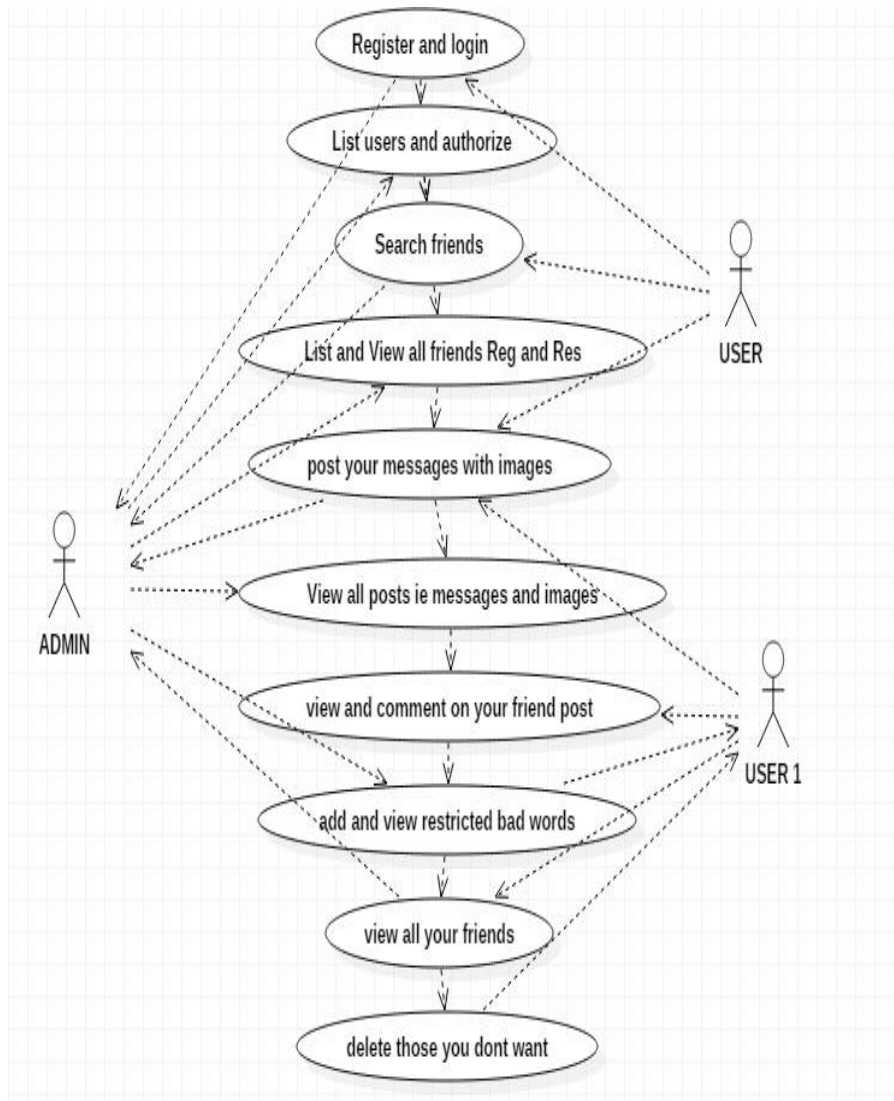 Register and login
List users and authorize
Search friends
USER
List and View all friends Reg and Res
post your messages with images
View all posts ie messages and images
ADMIN
view and comment on your friend post
USER 1
add and view restricted bad words
view all your friends
delete those you dont want